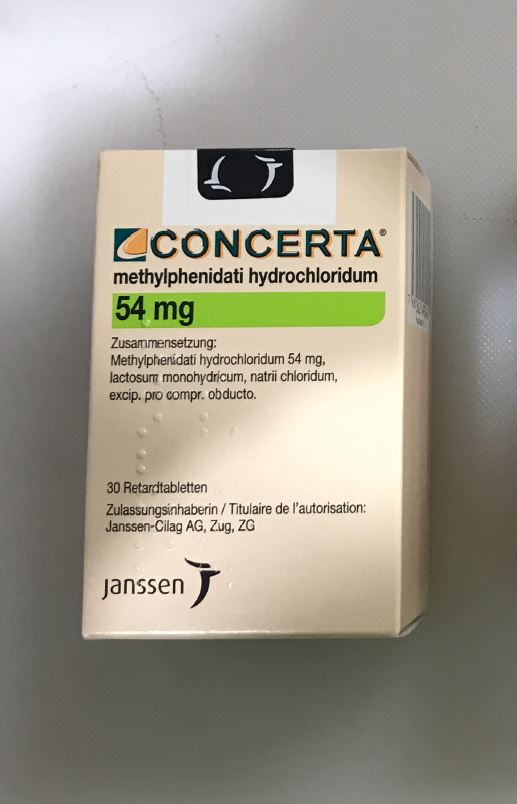 CONCERTA®
methylphenidati hydrochloridum
54 mg
Zusammensetzung:
Methylphenidati hydrochloridum 54 mg,
lactosum monohydricum, natrii chloridum,
excip. pro compr. obducto.
30 Retardtabletten
Zulassungsinhaberin / Titulaire de l'autorisation:
Janssen-Cilag AG, Zug, ZG
janssen